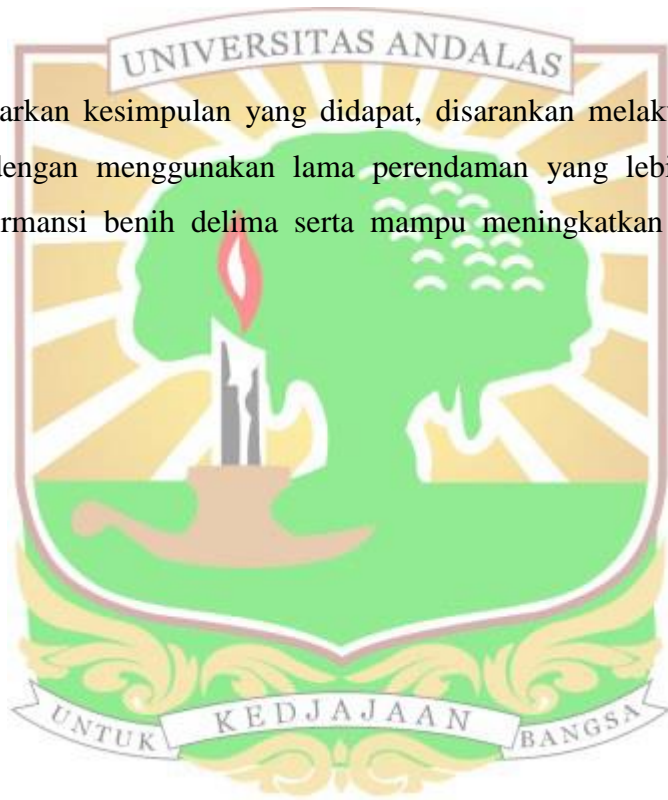 UNIVERSITAS ANDALAS
arkan kesimpulan yang didapat, disarankan melak
dengan menggunakan lama perendaman yang lebi
rmansi benih delima serta mampu meningkatkan
UNTUK KEDJAJAAN BANGSA